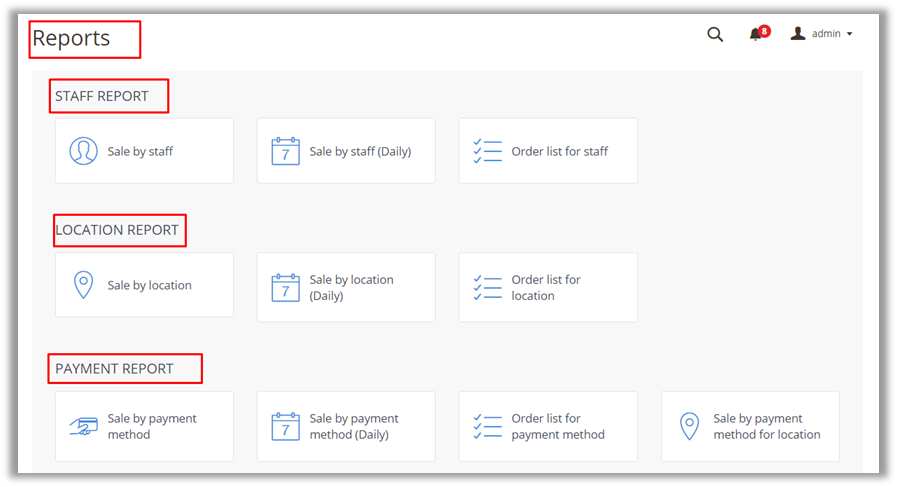 Reports
8
admin
STAFF REPORT
Sale by staff
7
Sale by staff (Daily)
Order list for staff
LOCATION REPORT
Sale by location
7
Sale by location
(Daily)
Order list for
location
PAYMENT REPORT
Sale by payment
method
7
Sale by payment
method (Daily)
Order list for
payment method
Sale by payment
method for location